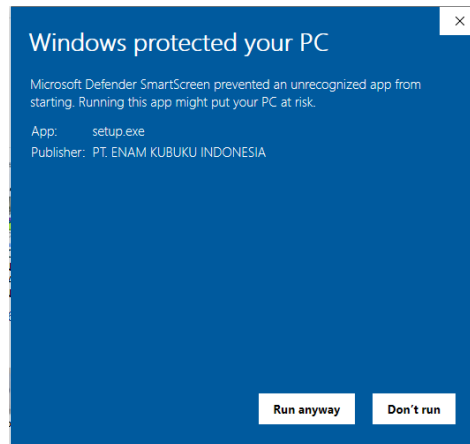 Windows protected your PC
Microsoft Defender SmartScreen prevented an unrecognized app from
starting. Running this app might put your PC at risk.
App: setup.exe
Publisher: PT. ENAM KUBUKU INDONESIA
Run anyway
Don't run